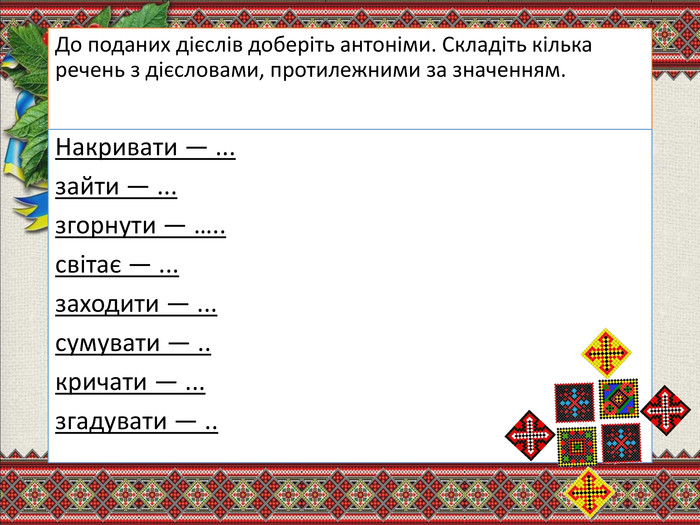 До поданих дієслів доберіть антоніми. Складіть кілька
речень з дієсловами, протилежними за значенням.
Накривати — ...
зайти — ...
згорнути — …..
світає — ...
заходити — ...
сумувати — ..
кричати — ...
згадувати — ..